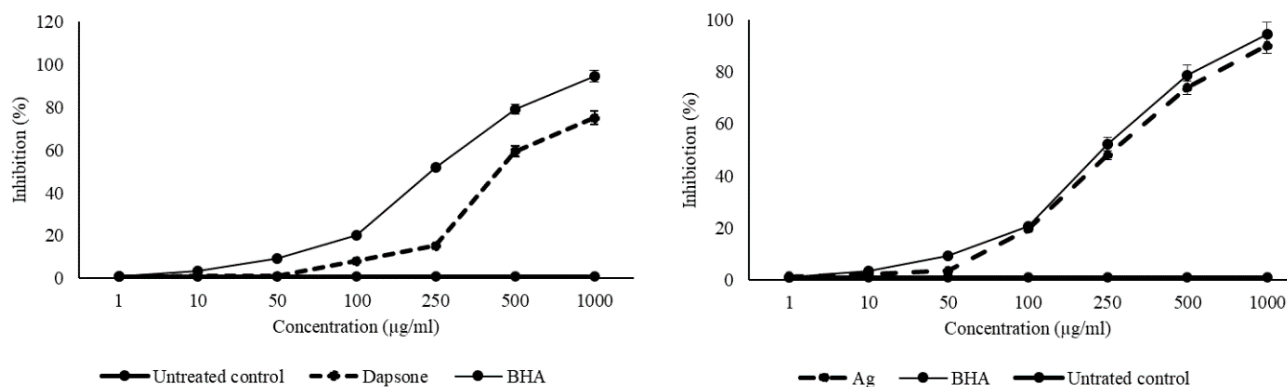 120
100
80
60
40
20
0
Inhibition (%)
1 10 50 100 250 500 1000
Concentration (µg/ml)
Untreated control Dapsone BHA
100
80
60
40
20
0
Inhibiotion (%)
1 10 50 100 250 500 1000
Concentration (µg/ml)
Ag BHA Untrated control